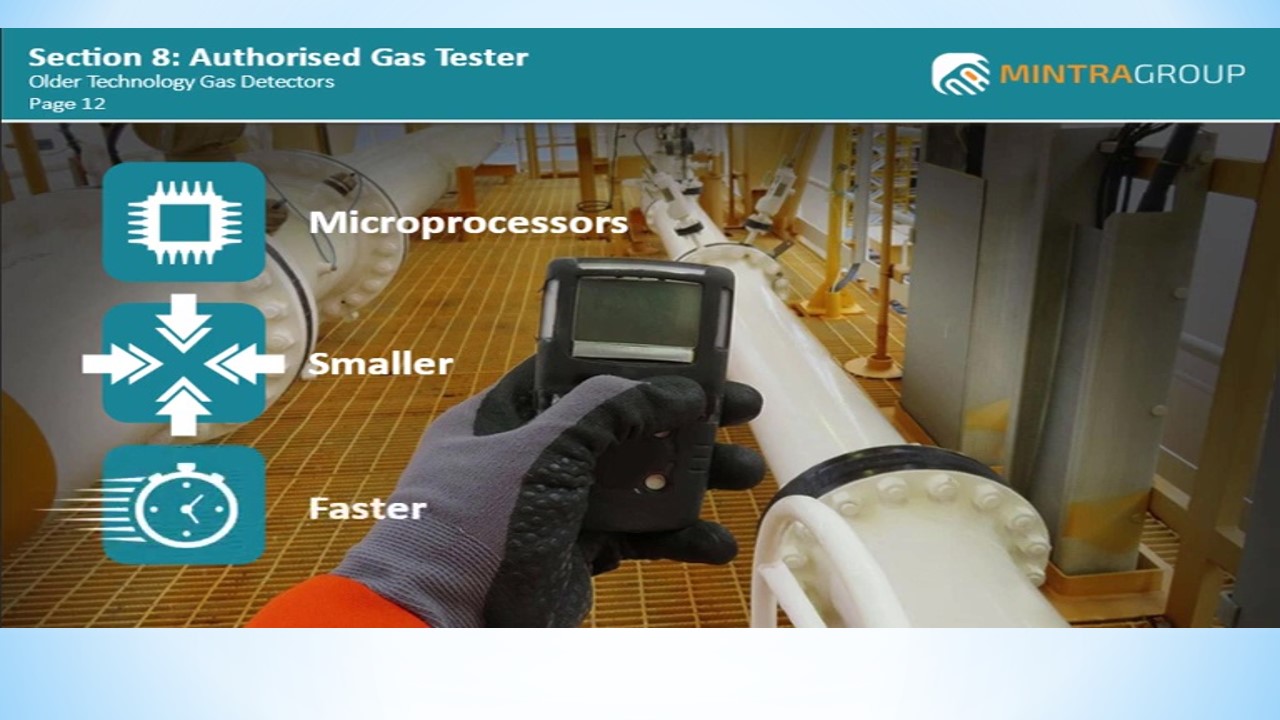 Section 8: Authorised Gas Tester
Older Technology Gas Detectors
Page 12
MINTRAGROUP
Microprocessors
Smaller
Faster